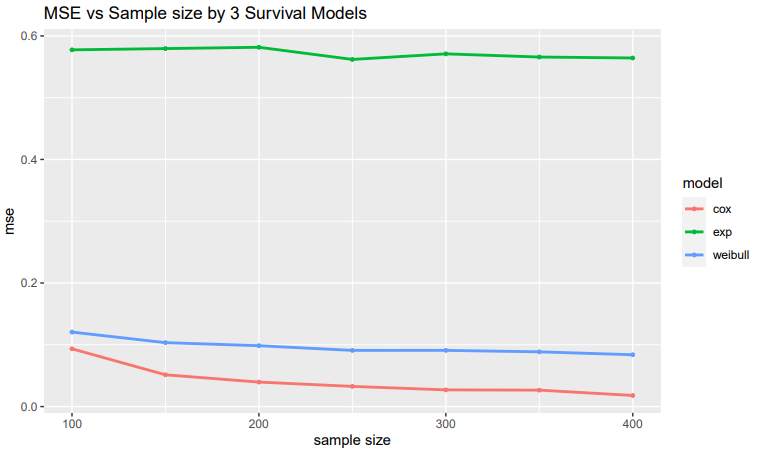 MSE vs Sample size by 3 Survival Models
0.6
0.4
0.2
0.0
mse
100 200 300 400
sample size
model
cox
exp
weibull